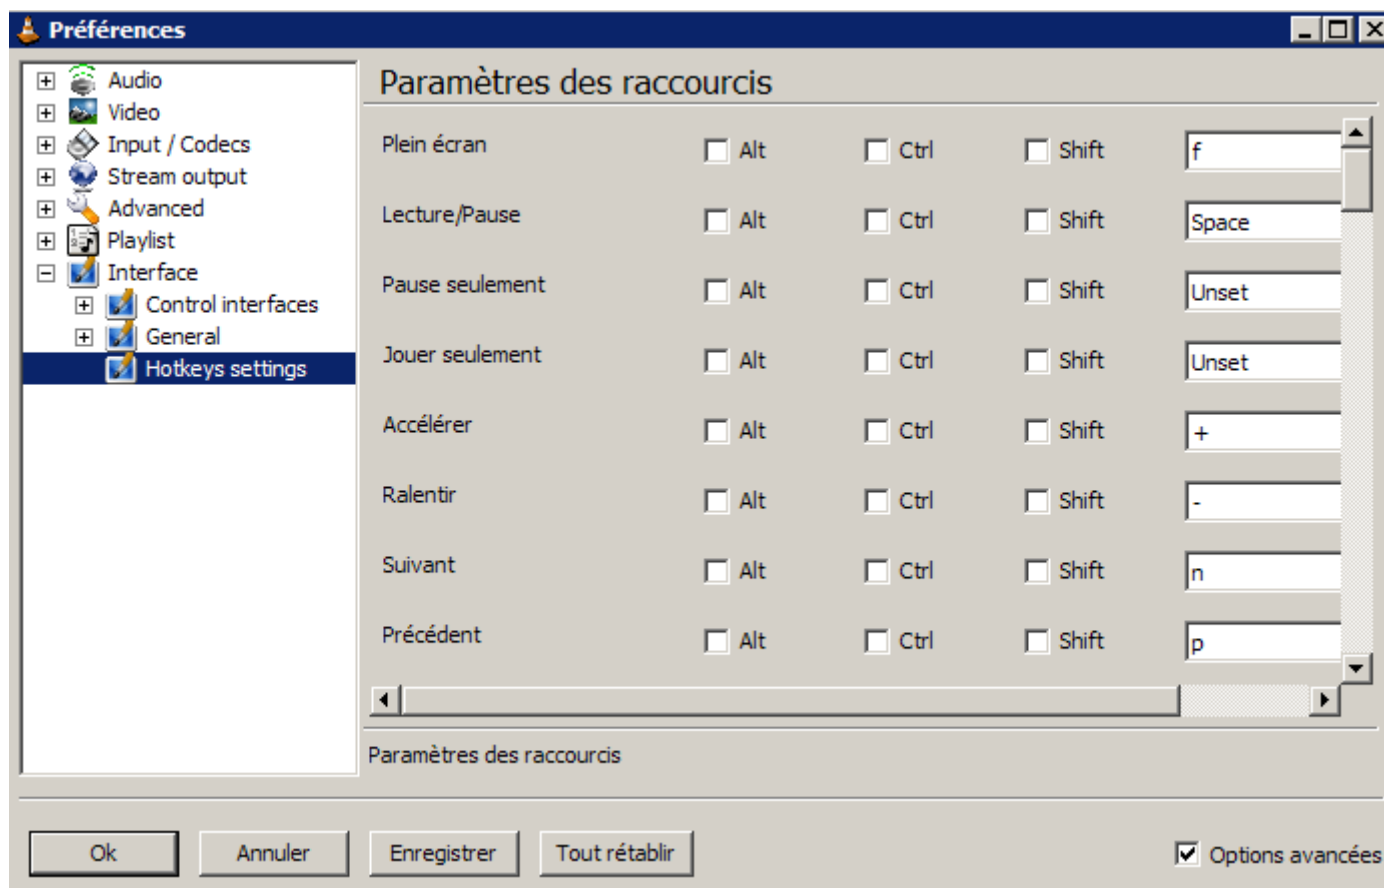 Préférences
Audio
Video
Input / Codecs
Stream output
Advanced
Playlist
Interface
Control interfaces
General
Hotkeys settings
Paramètres des raccourcis
Plein écran Alt Ctrl Shift f
Lecture/Pause Alt Ctrl Shift Space
Pause seulement Alt Ctrl Shift Unset
Jouer seulement Alt Ctrl Shift Unset
Accélérer Alt Ctrl Shift +
Ralentir Alt Ctrl Shift -
Suivant Alt Ctrl Shift n
Précédent Alt Ctrl Shift p
Paramètres des raccourcis
Ok Annuler Enregistrer Tout rétablir Options avancées